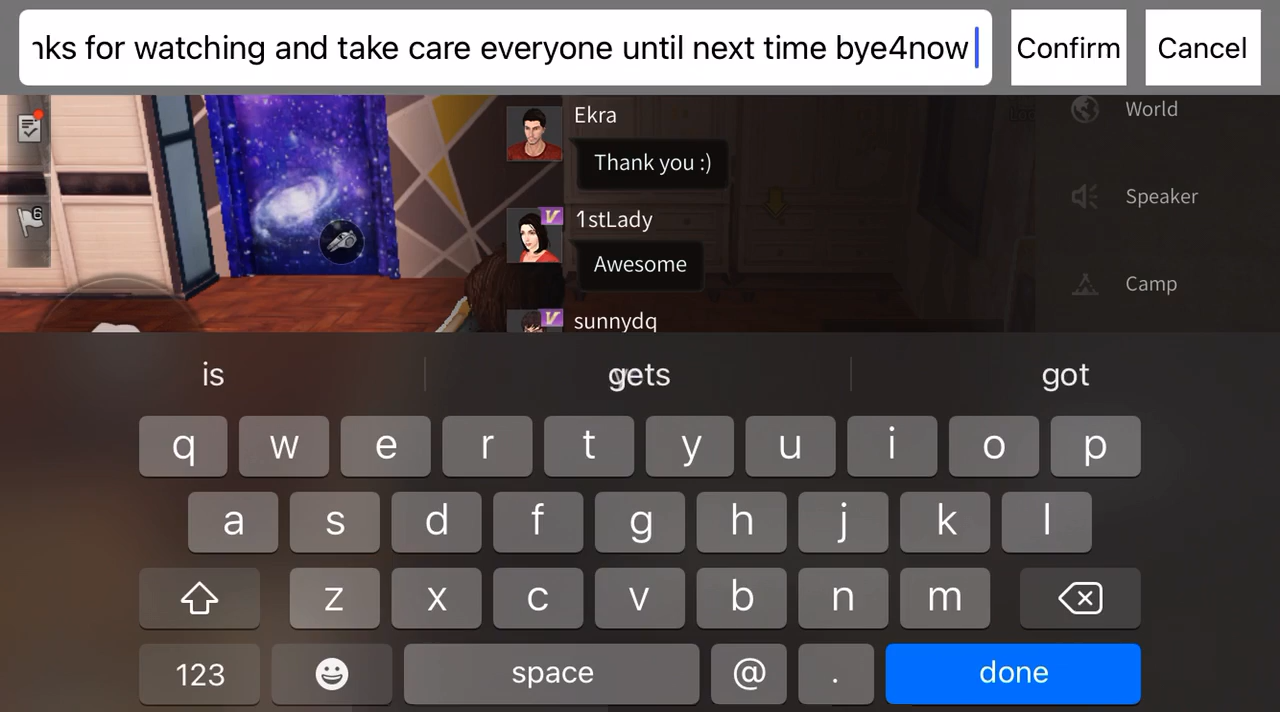 nks for watching and take care everyone until next time bye4now
Confirm
Cancel
6
Ekra
Thank you :)
V
1stLady
Awesome
V
sunnydq
World
Speaker
Camp
is
gets
got
q w e r t y u i o p
a s d f g h j k l
z x c v b n m
123
space
@
.
done